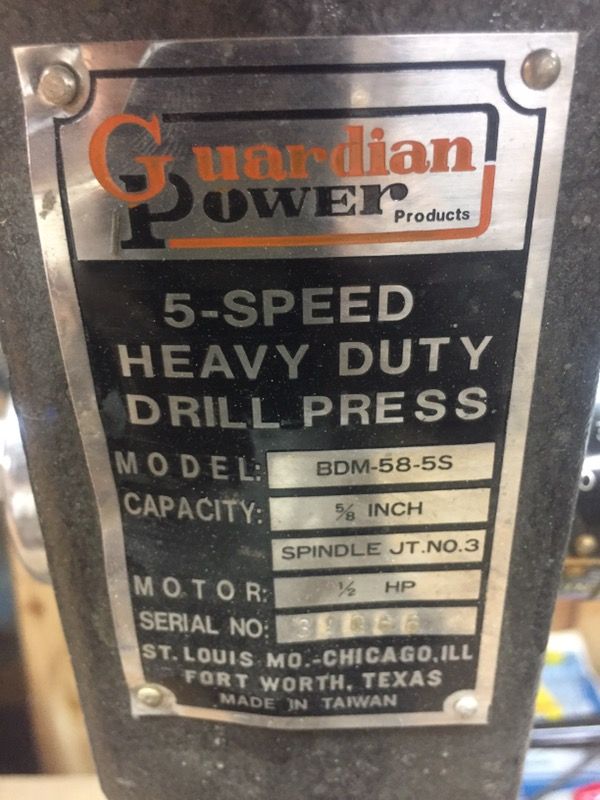 Guardian
Power Products
5-SPEED
HEAVY DUTY
DRILL PRESS
MODEL: BDM-58-5S
CAPACITY: ⅝ INCH
SPINDLE JT.NO.3
MOTOR: ½ HP
SERIAL NO:
ST. LOUIS MO.-CHICAGO,ILL
FORT WORTH, TEXAS
MADE IN TAIWAN